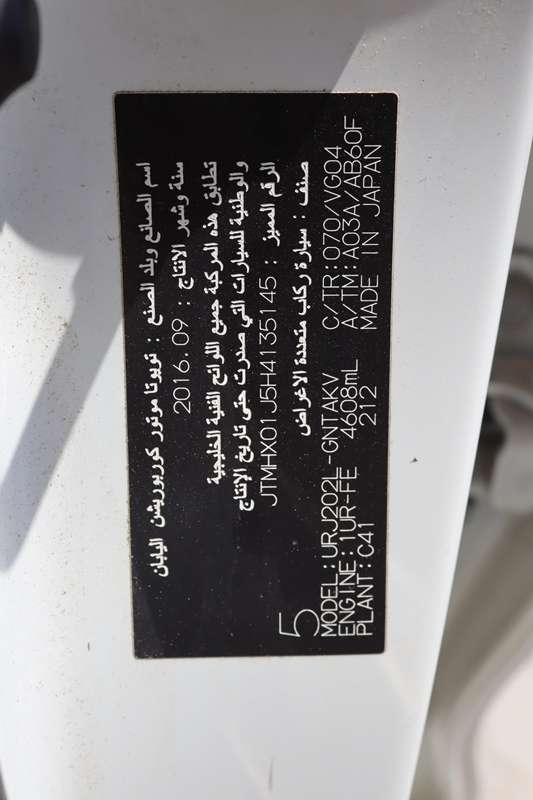 اسم الصانع وبلد الصنع : تويوتا موتور كوربوريشن اليابان
سنة وشهر الانتاج : 2016.09
تطابق هذه المركبة جميع اللوائح الفنية الخليجية
والوطنية للسيارات التي صدرت حتى تاريخ الإنتاج
الرقم المميز : JTMHX01J5H4135145
صنف : سيارة ركاب متعددة الاغراض
5
MODEL:URJ202L-GNTAKV C/TR:070/VG04
ENGINE:1UR-FE 4608mL A/TM:A03A/AB60F
PLANT:C41 212 MADE IN JAPAN